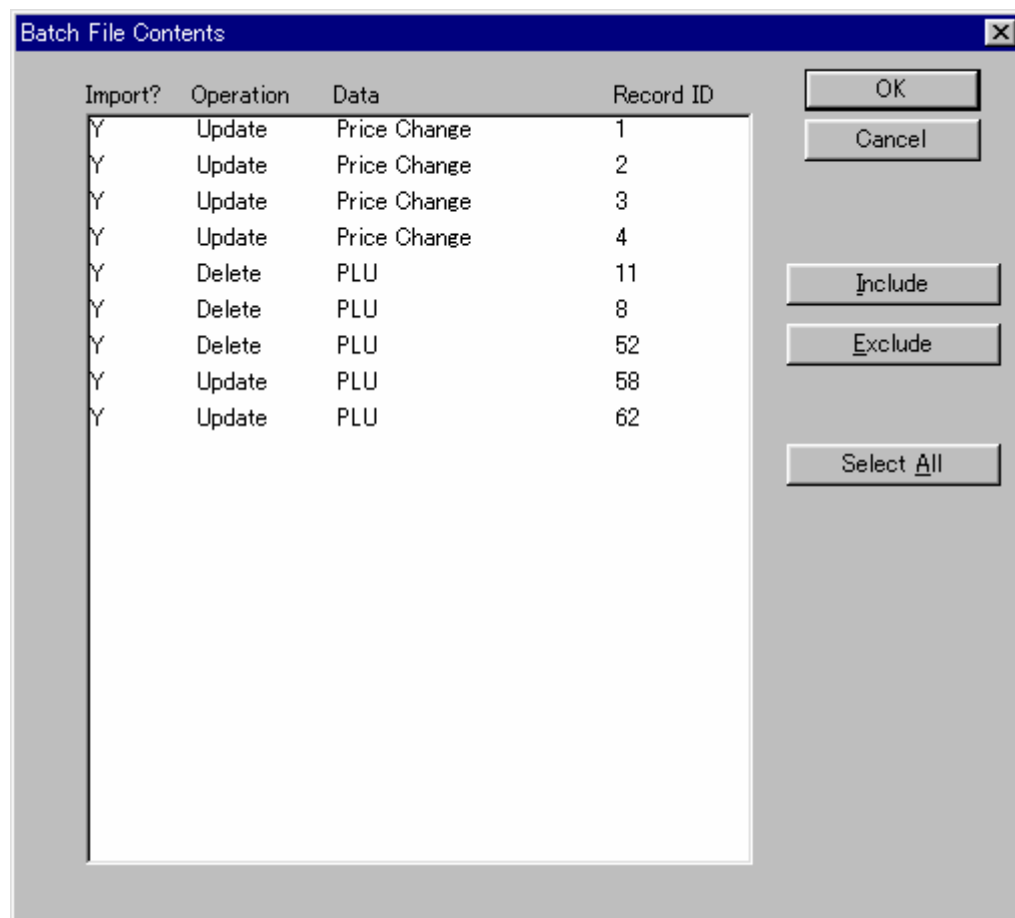 Batch File Contents
Import? Operation Data Record ID
Y Update Price Change 1
Y Update Price Change 2
Y Update Price Change 3
Y Update Price Change 4
Y Delete PLU 11
Y Delete PLU 8
Y Delete PLU 52
Y Update PLU 58
Y Update PLU 62
OK
Cancel
Include
Exclude
Select All